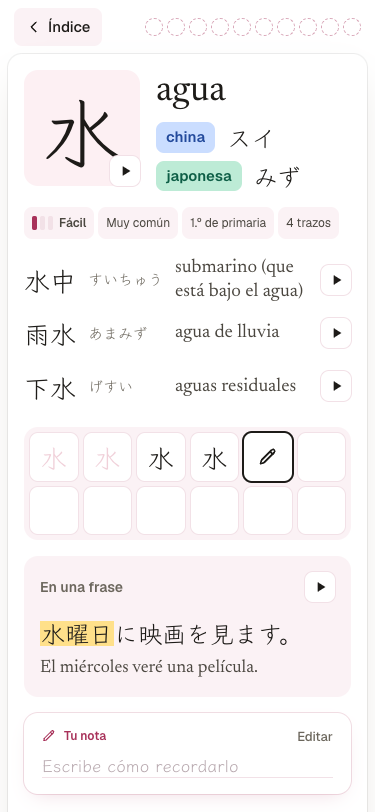 Índice
水
agua
china スイ
japonesa みず
Fácil Muy común 1.º de primaria 4 trazos
水中 すいちゅう submarino (que está bajo el agua)
雨水 あまみず agua de lluvia
下水 げすい aguas residuales
水 水 水 水
En una frase
水曜日に映画を見ます。
El miércoles veré una película.
Tu nota Editar
Escribe cómo recordarlo